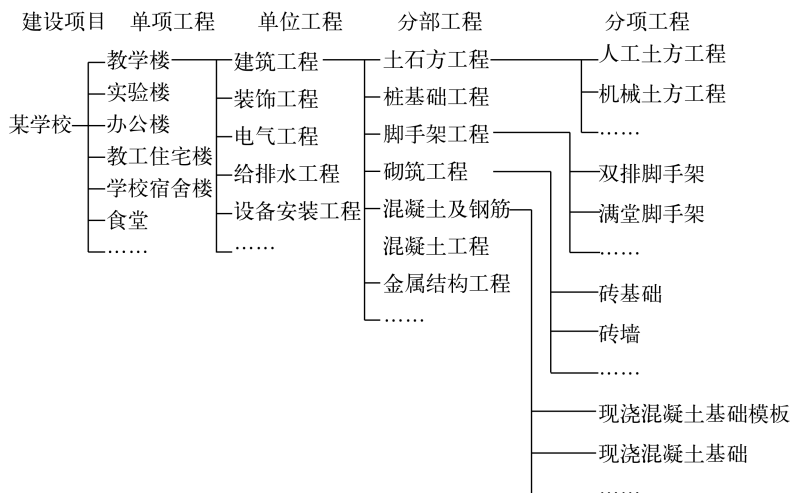 建设项目 单项工程 单位工程 分部工程 分项工程
某学校
教学楼
实验楼
办公楼
教工住宅楼
学校宿舍楼
食堂
……
建筑工程
装饰工程
电气工程
给排水工程
设备安装工程
……
土石方工程
桩基础工程
脚手架工程
砌筑工程
混凝土及钢筋
混凝土工程
金属结构工程
……
人工土方工程
机械土方工程
……
双排脚手架
满堂脚手架
……
砖基础
砖墙
……
现浇混凝土基础模板
现浇混凝土基础
……